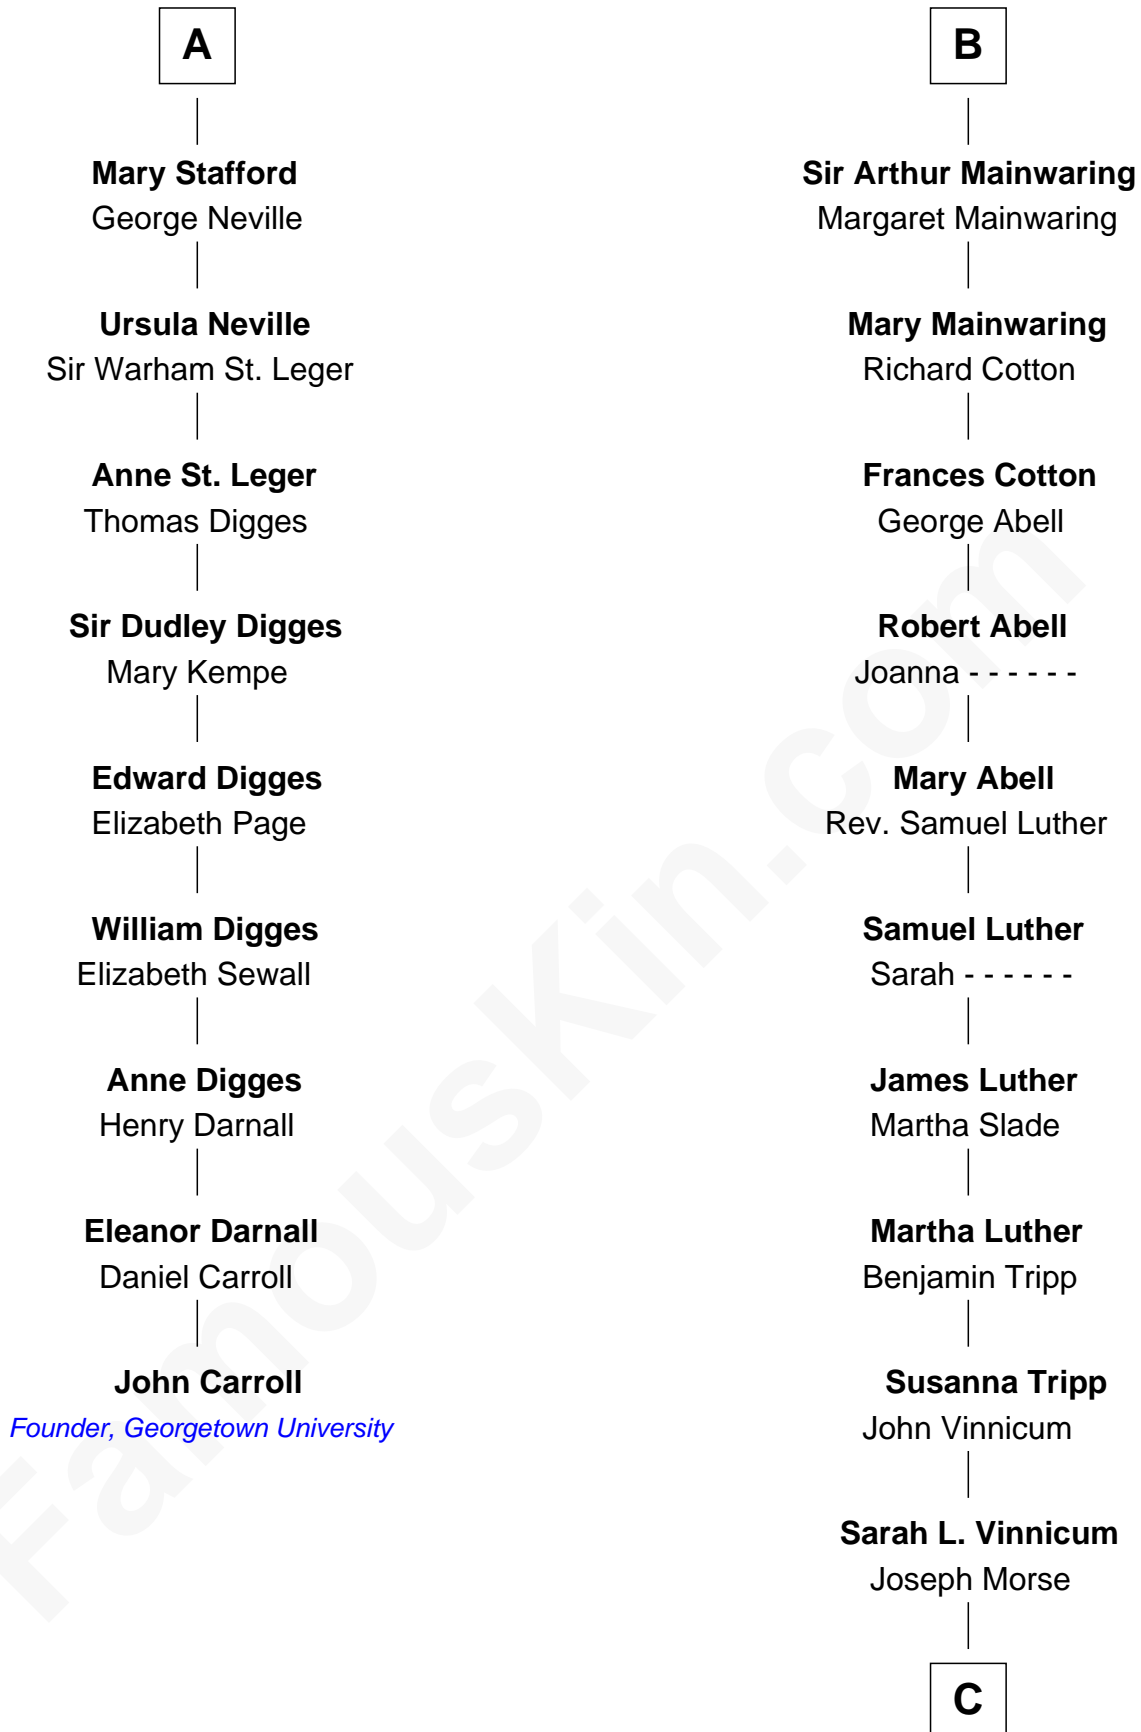 A
Mary Stafford
George Neville
Ursula Neville
Sir Warham St. Leger
Anne St. Leger
Thomas Digges
Sir Dudley Digges
Mary Kempe
Edward Digges
Elizabeth Page
William Digges
Elizabeth Sewall
Anne Digges
Henry Darnall
Eleanor Darnall
Daniel Carroll
John Carroll
Founder, Georgetown University
B
Sir Arthur Mainwaring
Margaret Mainwaring
Mary Mainwaring
Richard Cotton
Frances Cotton
George Abell
Robert Abell
Joanna - - - - - -
Mary Abell
Rev. Samuel Luther
Samuel Luther
Sarah - - - - - -
James Luther
Martha Slade
Martha Luther
Benjamin Tripp
Susanna Tripp
John Vinnicum
Sarah L. Vinnicum
Joseph Morse
C
FamousKin.com